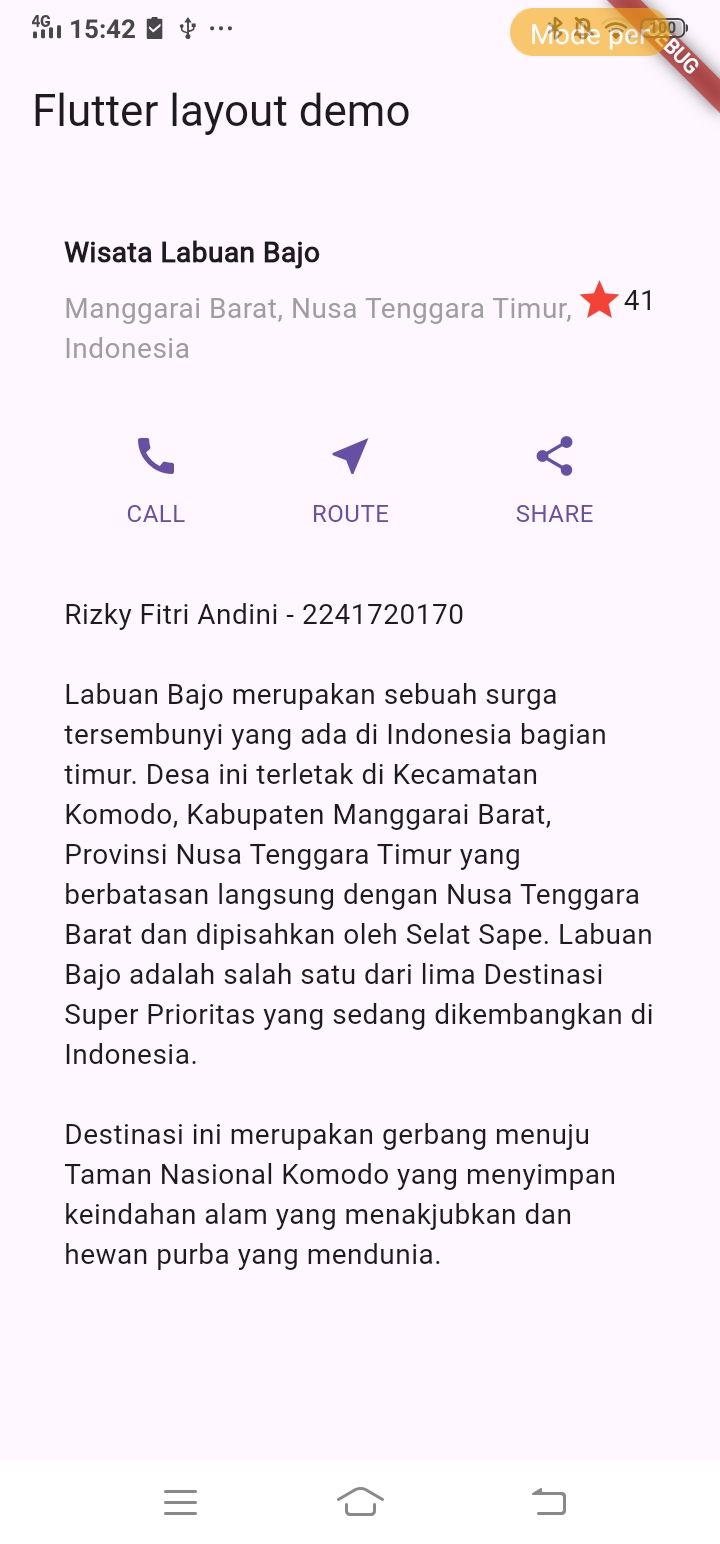 4G 15:42 100
Mode per
EBUG
Flutter layout demo
Wisata Labuan Bajo
Manggarai Barat, Nusa Tenggara Timur,
Indonesia
41
CALL ROUTE SHARE
Rizky Fitri Andini - 2241720170
Labuan Bajo merupakan sebuah surga
tersembunyi yang ada di Indonesia bagian
timur. Desa ini terletak di Kecamatan
Komodo, Kabupaten Manggarai Barat,
Provinsi Nusa Tenggara Timur yang
berbatasan langsung dengan Nusa Tenggara
Barat dan dipisahkan oleh Selat Sape. Labuan
Bajo adalah salah satu dari lima Destinasi
Super Prioritas yang sedang dikembangkan di
Indonesia.
Destinasi ini merupakan gerbang menuju
Taman Nasional Komodo yang menyimpan
keindahan alam yang menakjubkan dan
hewan purba yang mendunia.